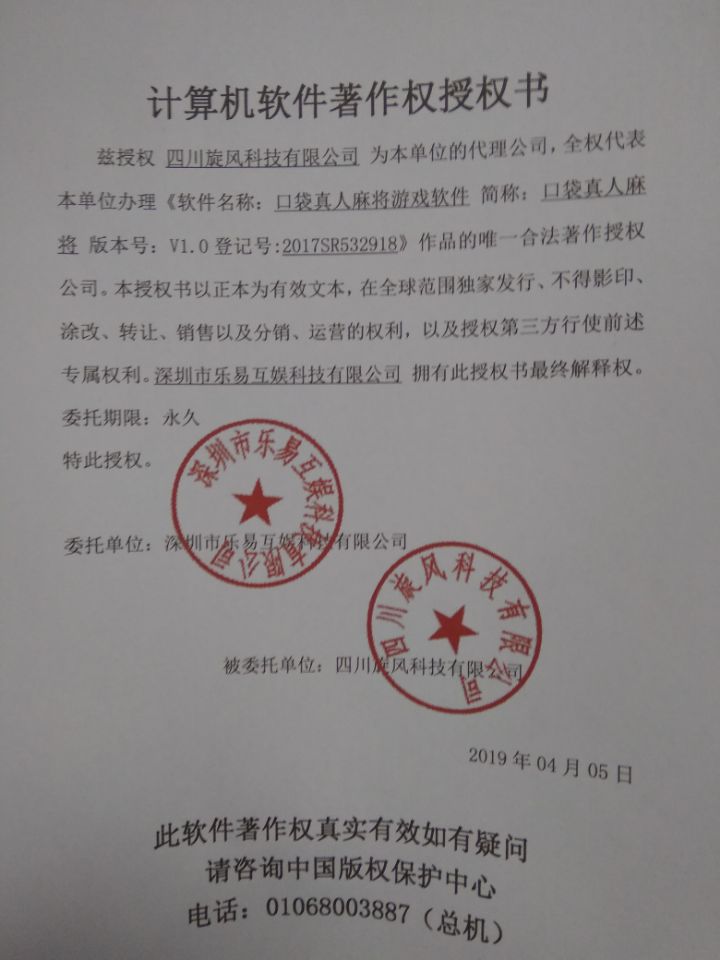 计算机软件著作权授权书
兹授权 四川旋风科技有限公司 为本单位的代理公司，全权代表
本单位办理《软件名称：口袋真人麻将游戏软件 简称：口袋真人麻
将 版本号：V1.0 登记号:2017SR532918》作品的唯一合法著作授权
公司。本授权书以正本为有效文本，在全球范围独家发行、不得影印、
涂改、转让、销售以及分销、运营的权利，以及授权第三方行使前述
专属权利。深圳市乐易互娱科技有限公司 拥有此授权书最终解释权。
委托期限：永久
特此授权。
深圳市乐易互娱科技有限公司
委托单位：深圳市乐易互娱科技有限公司
四川旋风科技有限公司
被委托单位：四川旋风科技有限公司
2019 年 04 月 05 日
此软件著作权真实有效如有疑问
请咨询中国版权保护中心
电话：01068003887（总机）